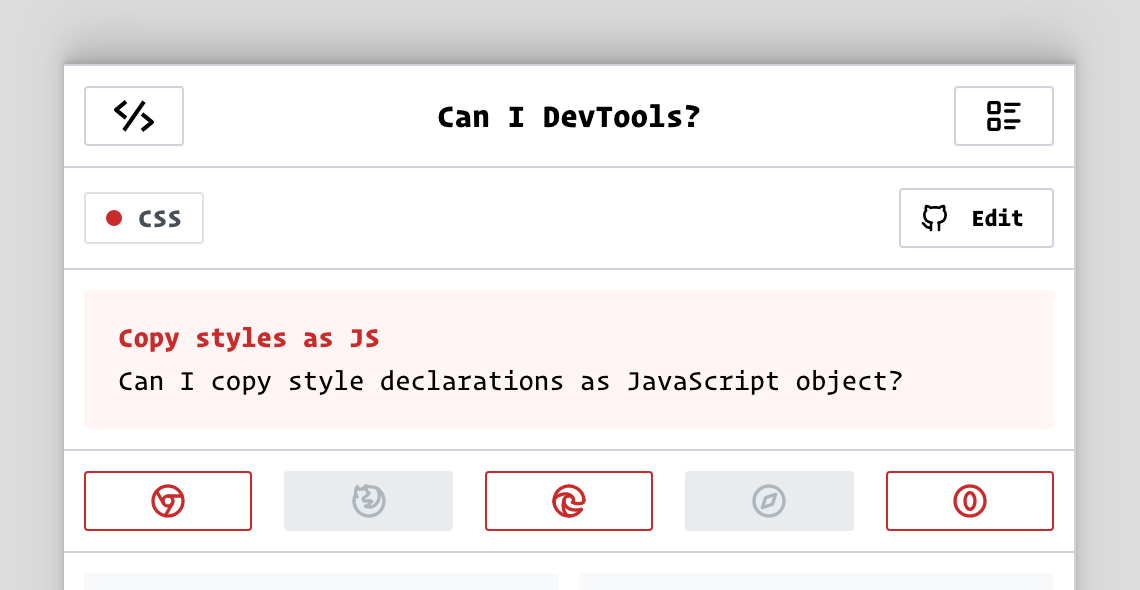 Can I DevTools?
CSS
Edit
Copy styles as JS
Can I copy style declarations as JavaScript object?